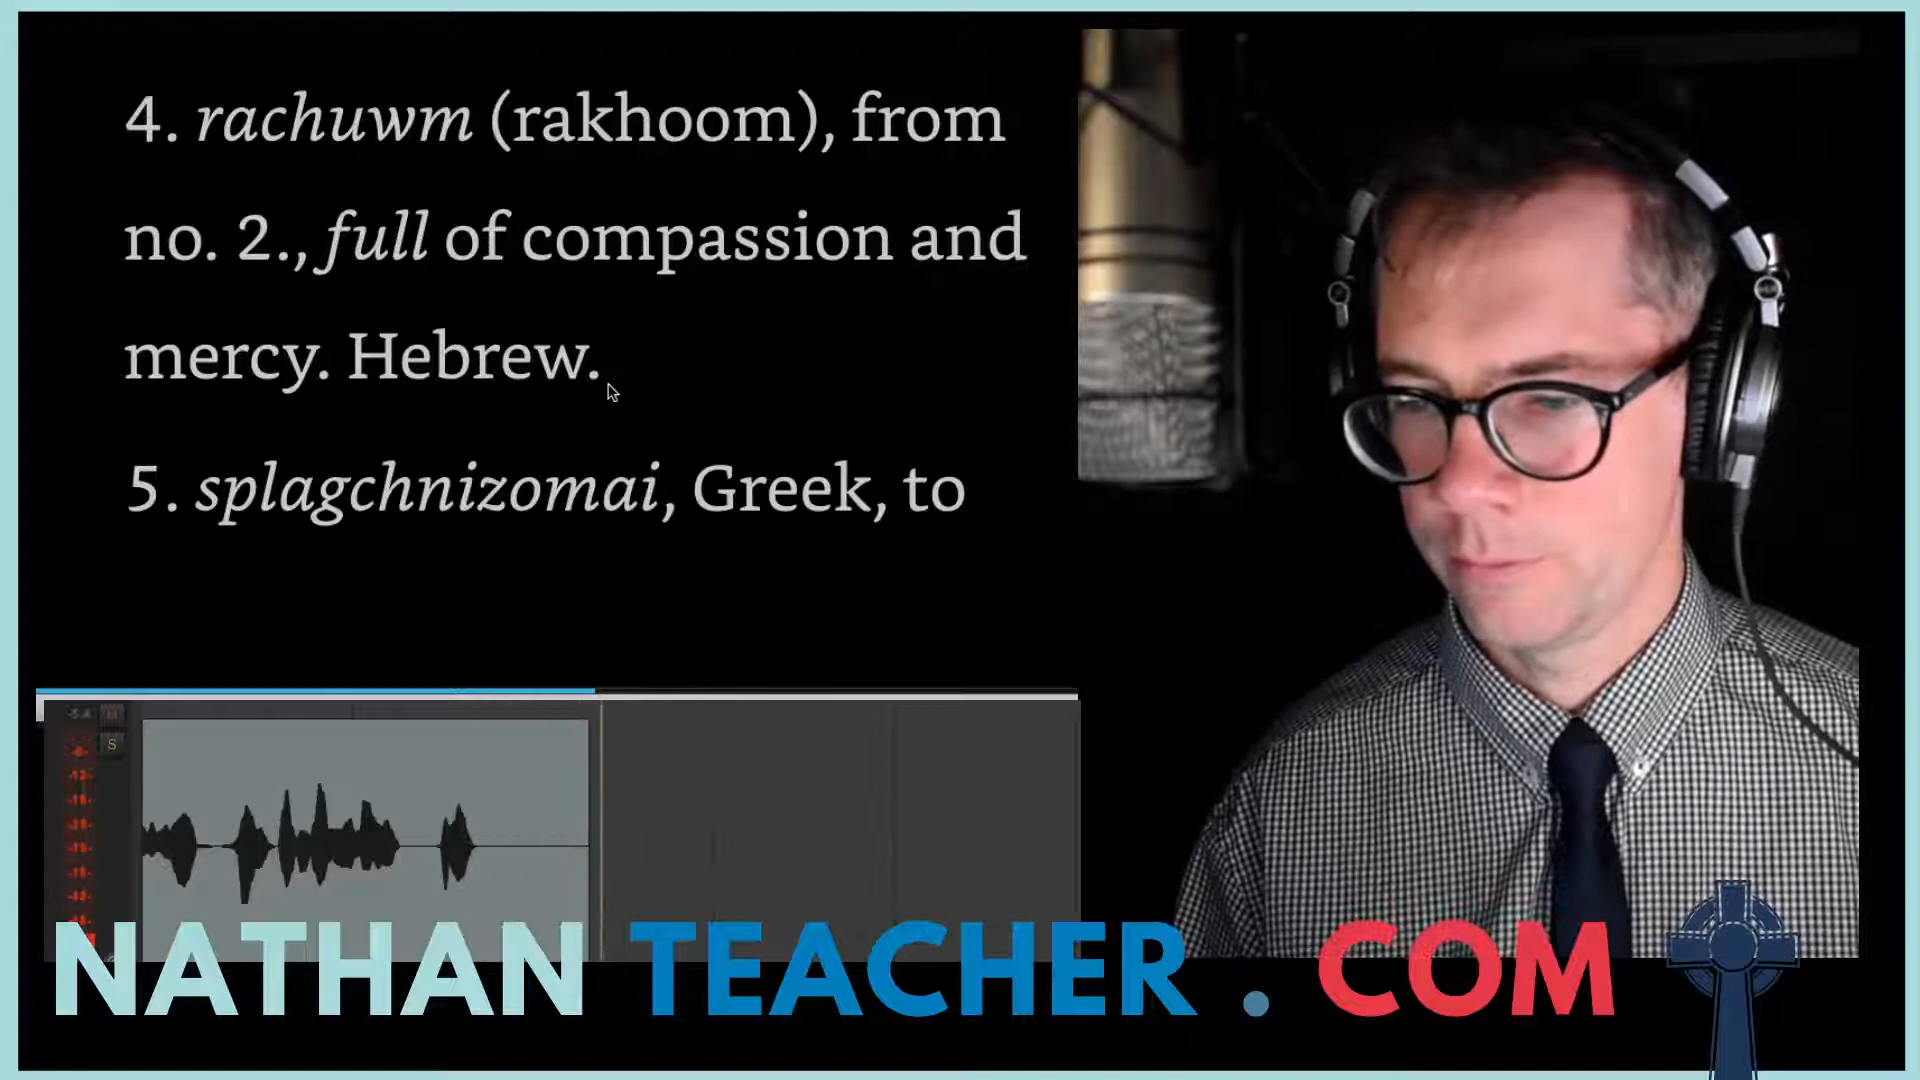 4. rachuwm (rakhoom), from
no. 2., full of compassion and
mercy. Hebrew.
5. splagchnizomai, Greek, to
M
S
NATHAN TEACHER . COM